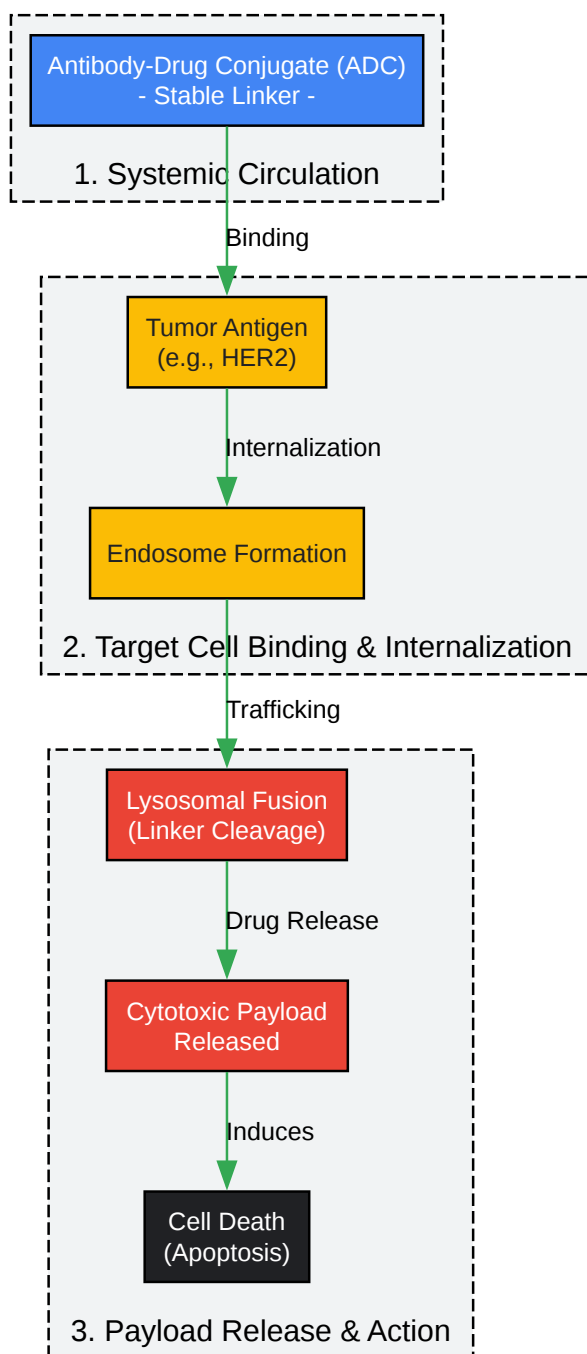 Antibody-Drug Conjugate (ADC)
- Stable Linker -
1. Systemic Circulation
Binding
Tumor Antigen
(e.g., HER2)
Internalization
Endosome Formation
2. Target Cell Binding & Internalization
Trafficking
Lysosomal Fusion
(Linker Cleavage)
Drug Release
Cytotoxic Payload
Released
Induces
Cell Death
(Apoptosis)
3. Payload Release & Action